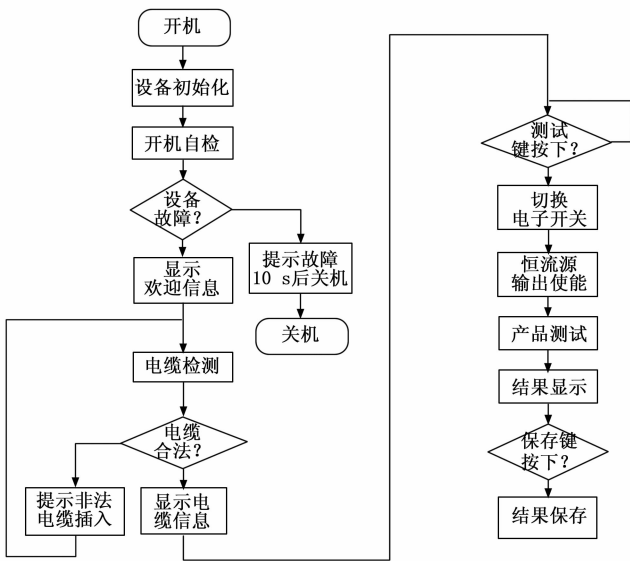 开机
设备初始化
开机自检
设备
故障？
显示
欢迎信息
提示故障
10 s后关机
关机
电缆检测
电缆
合法？
提示非法
电缆插入
显示电
缆信息
测试
键按下？
切换
电子开关
恒流源
输出使能
产品测试
结果显示
保存键
按下？
结果保存